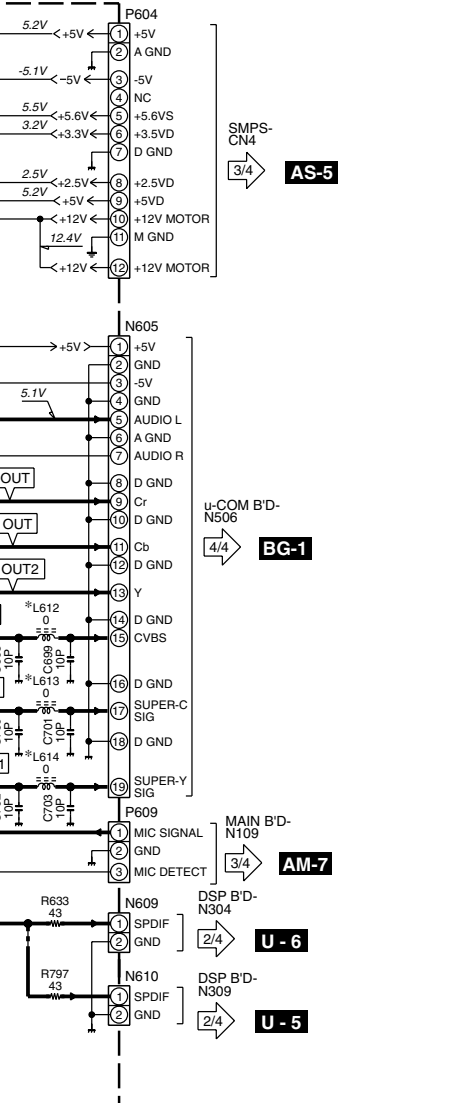 P604
5.2V
+5V
1 +5V
2 A GND
-5.1V
-5V
3 -5V
4 NC
5.5V
+5.6V
5 +5.6VS
3.2V
+3.3V
6 +3.5VD
7 D GND
2.5V
+2.5V
8 +2.5VD
5.2V
+5V
9 +5VD
+12V
10 +12V MOTOR
12.4V
11 M GND
+12V
12 +12V MOTOR
SMPS-
CN4
3/4
AS-5
N605
+5V
1 +5V
2 GND
3 -5V
5.1V
4 GND
5 AUDIO L
6 A GND
7 AUDIO R
8 D GND
OUT
9 Cr
10 D GND
OUT
11 Cb
12 D GND
OUT2
13 Y
14 D GND
*L612
0
15 CVBS
C699
10P
10P
16 D GND
*L613
0
17 SUPER-C
SIG
C701
10P
10P
18 D GND
*L614
0
1
19 SUPER-Y
SIG
C703
10P
10P
u-COM B'D-
N506
4/4
BG-1
P609
1 MIC SIGNAL
2 GND
3 MIC DETECT
MAIN B'D-
N109
3/4
AM-7
R633
43
N609
1 SPDIF
2 GND
DSP B'D-
N304
2/4
U - 6
R797
43
N610
1 SPDIF
2 GND
DSP B'D-
N309
2/4
U - 5